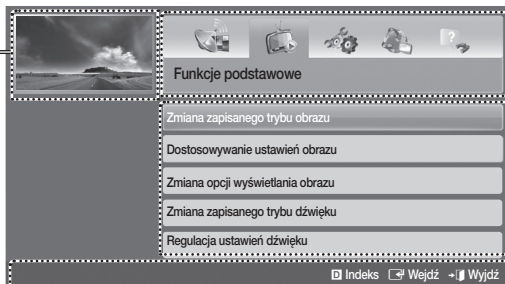 Funkcje podstawowe
Zmiana zapisanego trybu obrazu
Dostosowywanie ustawień obrazu
Zmiana opcji wyświetlania obrazu
Zmiana zapisanego trybu dźwięku
Regulacja ustawień dźwięku
D Indeks Wejdź Wyjdź